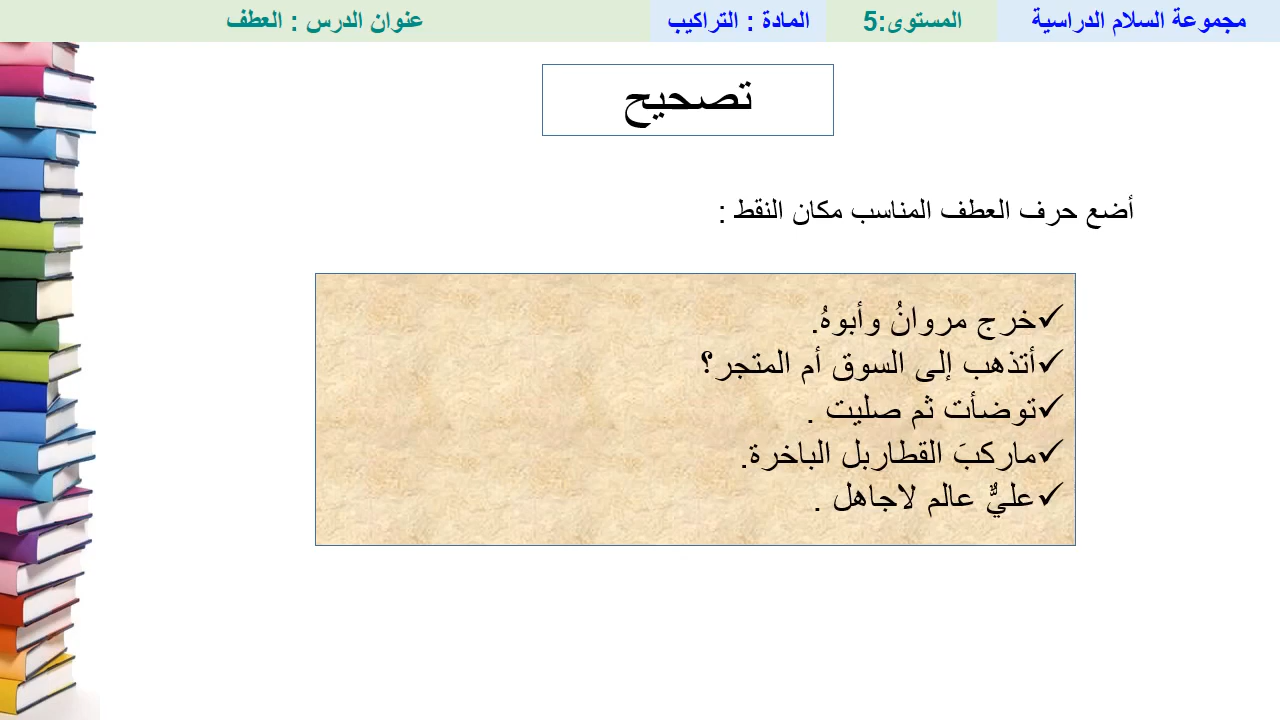 مجموعة السلام الدراسية
المستوى:5
المادة : التراكيب
عنوان الدرس : العطف
تصحيح
أضع حرف العطف المناسب مكان النقط :
✓خرج مروانُ وأبوهُ.
✓أتذهب إلى السوق أم المتجر؟
✓توضأت ثم صليت .
✓ماركبَ القطاربل الباخرة.
✓عليٌّ عالم لاجاهل .